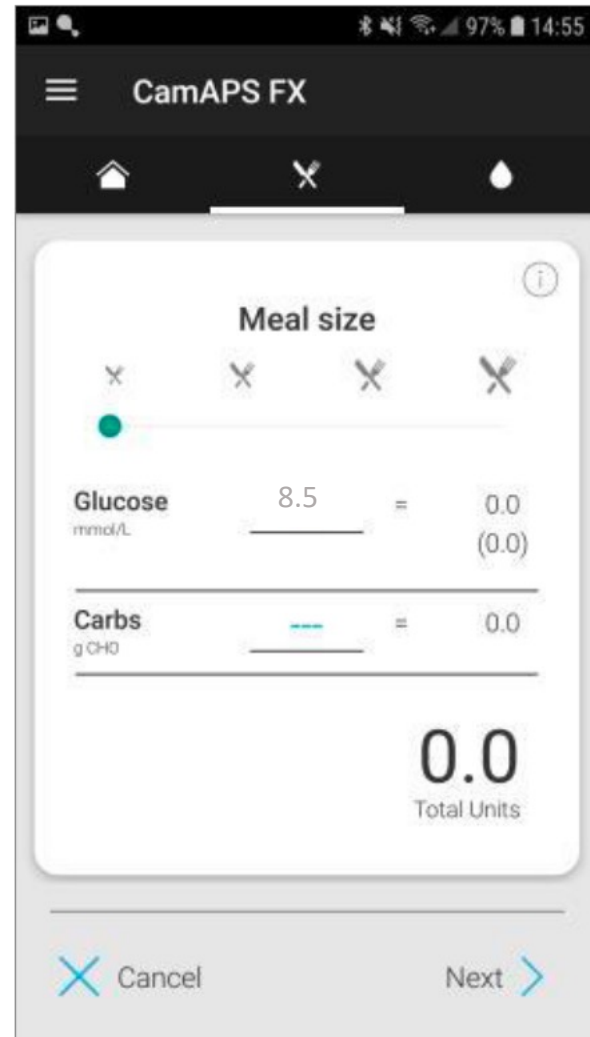 97% 14:55
CamAPS FX
Meal size
Glucose 8.5 = 0.0
mmol/L (0.0)
Carbs --- = 0.0
g CHO
0.0
Total Units
Cancel Next